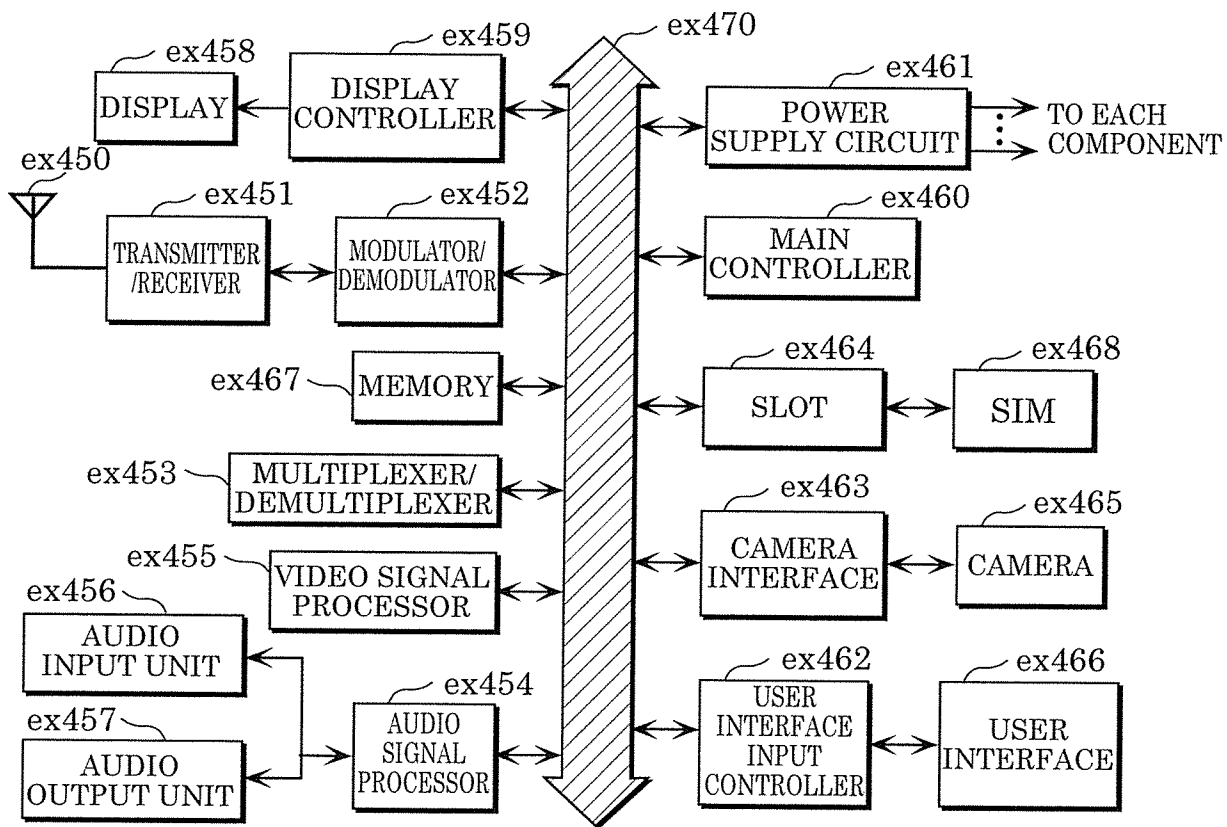 ex458
ex459
ex470
ex461
DISPLAY
DISPLAY
CONTROLLER
POWER
SUPPLY CIRCUIT
TO EACH
COMPONENT
ex450
ex451
ex452
ex460
TRANSMITTER
/RECEIVER
MODULATOR/
DEMODULATOR
MAIN
CONTROLLER
ex467
MEMORY
ex464
ex468
SLOT
SIM
ex453
MULTIPLEXER/
DEMULTIPLEXER
ex463
ex465
CAMERA
INTERFACE
CAMERA
ex455
VIDEO SIGNAL
PROCESSOR
ex456
AUDIO
INPUT UNIT
ex454
ex462
ex466
ex457
AUDIO
OUTPUT UNIT
AUDIO
SIGNAL
PROCESSOR
USER
INTERFACE
INPUT
CONTROLLER
USER
INTERFACE